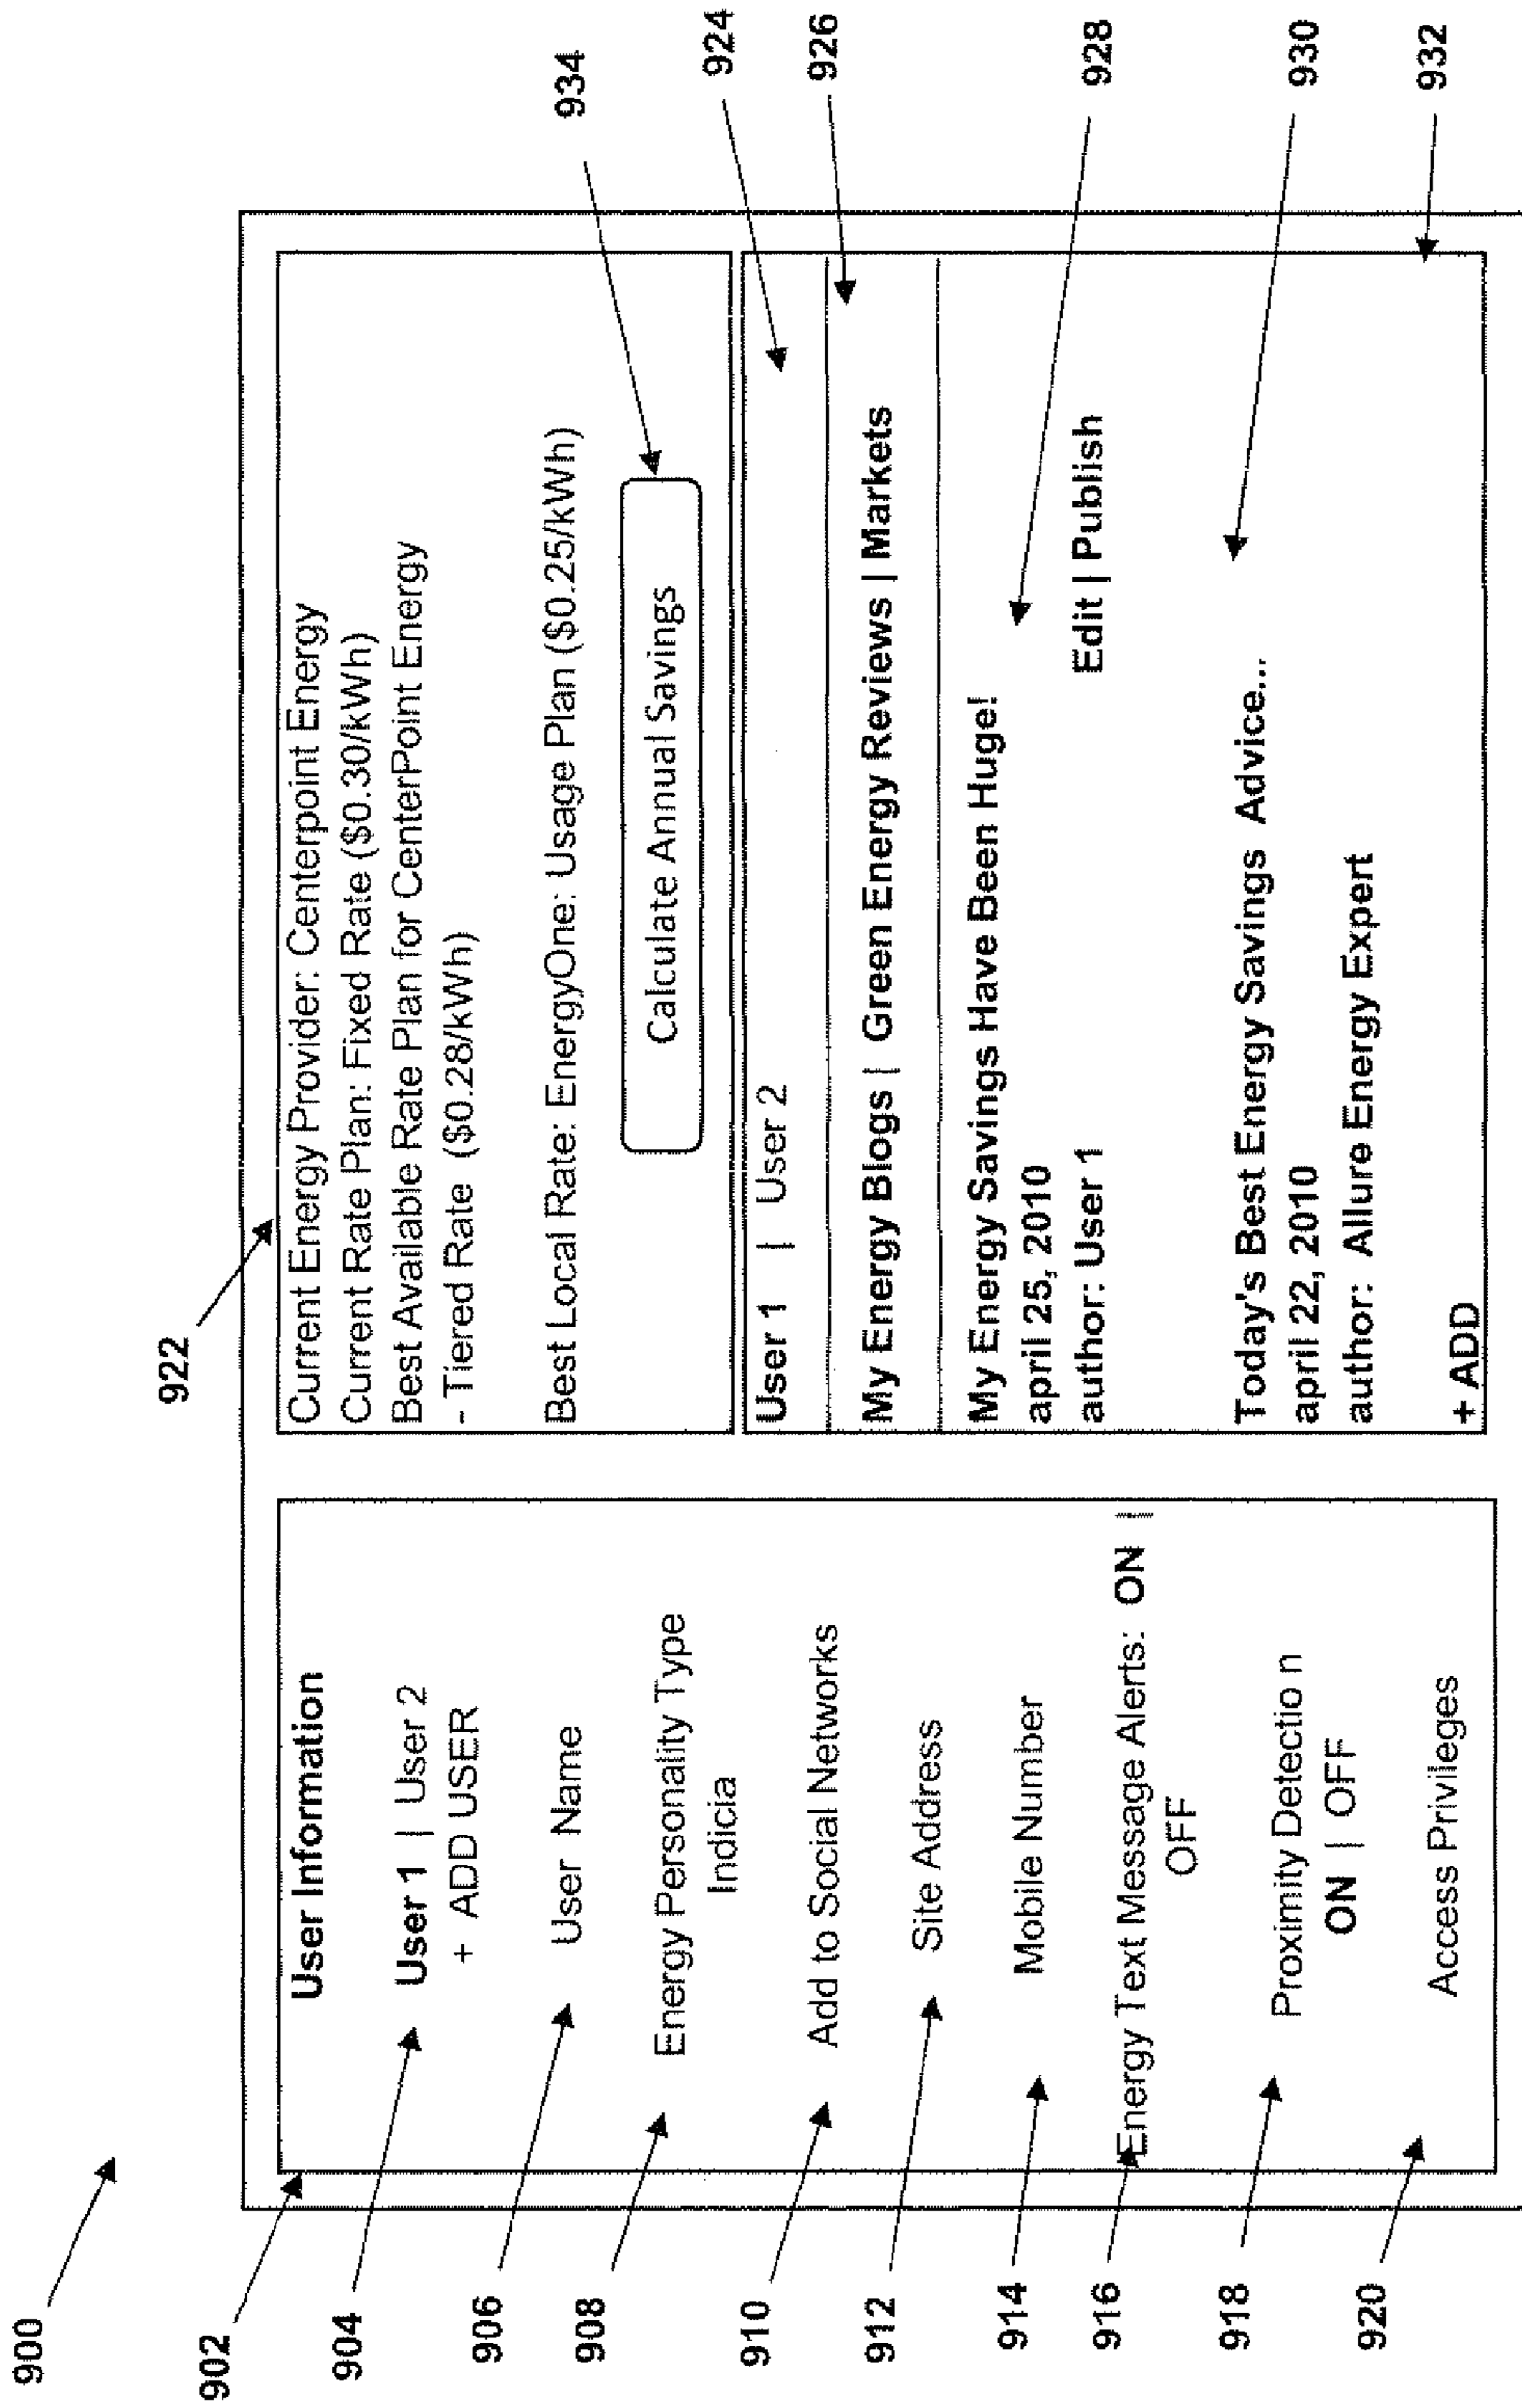 900
902
904
906
908
910
912
914
916
918
920
User Information
User 1 | User 2
+ ADD USER
User Name
Energy Personality Type
Indicia
Add to Social Networks
Site Address
Mobile Number
Energy Text Message Alerts: ON |
OFF
Proximity Detectio n
ON | OFF
Access Privileges
922
Current Energy Provider: Centerpoint Energy
Current Rate Plan: Fixed Rate ($0.30/kWh)
Best Available Rate Plan for CenterPoint Energy
- Tiered Rate ($0.28/kWh)
Best Local Rate: EnergyOne: Usage Plan ($0.25/kWh)
Calculate Annual Savings
User 1 | User 2
My Energy Blogs | Green Energy Reviews | Markets
My Energy Savings Have Been Huge!
april 25, 2010
author: User 1
Edit | Publish
Today's Best Energy Savings Advice...
april 22, 2010
author: Allure Energy Expert
+ ADD
934
924
926
928
930
932